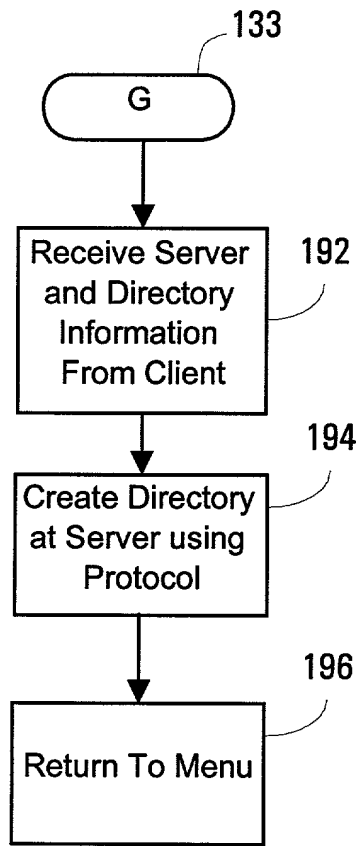 133
G
Receive Server
and Directory
Information
From Client
192
Create Directory
at Server using
Protocol
194
Return To Menu
196